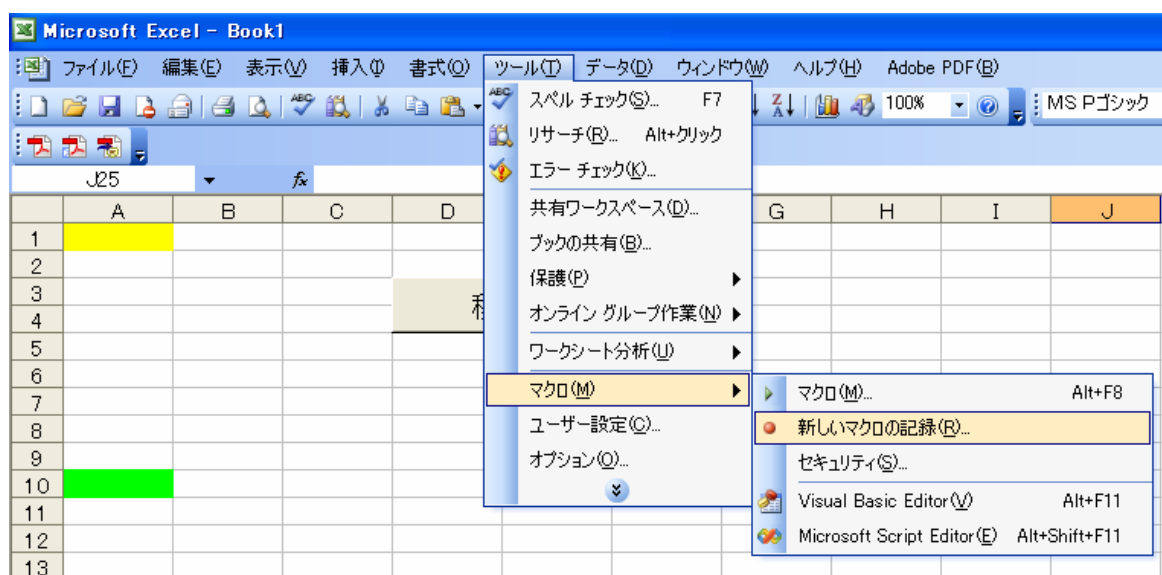 Microsoft Excel - Book1
ファイル(F) 編集(E) 表示(V) 挿入(I) 書式(O) ツール(T) データ(D) ウィンドウ(W) ヘルプ(H) Adobe PDF(B)
100% MS Pゴシック
J25 fx
A B C D G H I J
1
2
3
4
5
6
7
8
9
10
11
12
13
スペル チェック(S)... F7
リサーチ(R)... Alt+クリック
エラー チェック(K)...
共有ワークスペース(D)...
ブックの共有(B)...
保護(P)
オンライン グループ作業(N)
ワークシート分析(U)
マクロ(M)
ユーザー設定(C)...
オプション(O)...
マクロ(M)... Alt+F8
新しいマクロの記録(R)...
セキュリティ(S)...
Visual Basic Editor(V) Alt+F11
Microsoft Script Editor(E) Alt+Shift+F11